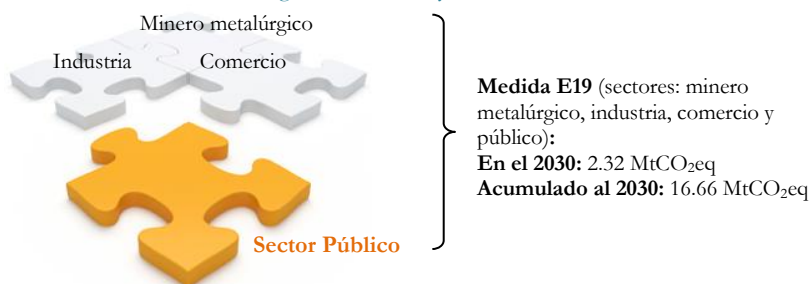 Minero metalúrgico
Industria
Comercio
Sector Público
Medida E19 (sectores: minero
metalúrgico, industria, comercio y
público):
En el 2030: 2.32 MtCO₂eq
Acumulado al 2030: 16.66 MtCO₂eq